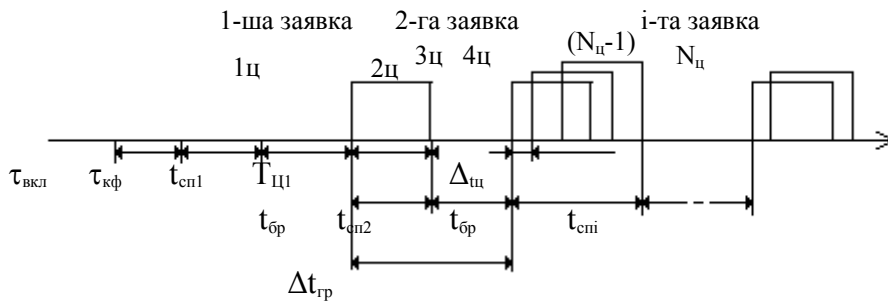 1-ша заявка 2-га заявка i-та заявка
1ц 2ц 3ц 4ц (Nц-1) Nц
τвкл τкф tсп1 TЦ1 Δtц
tбр tсп2 tбр tспi
Δtгр